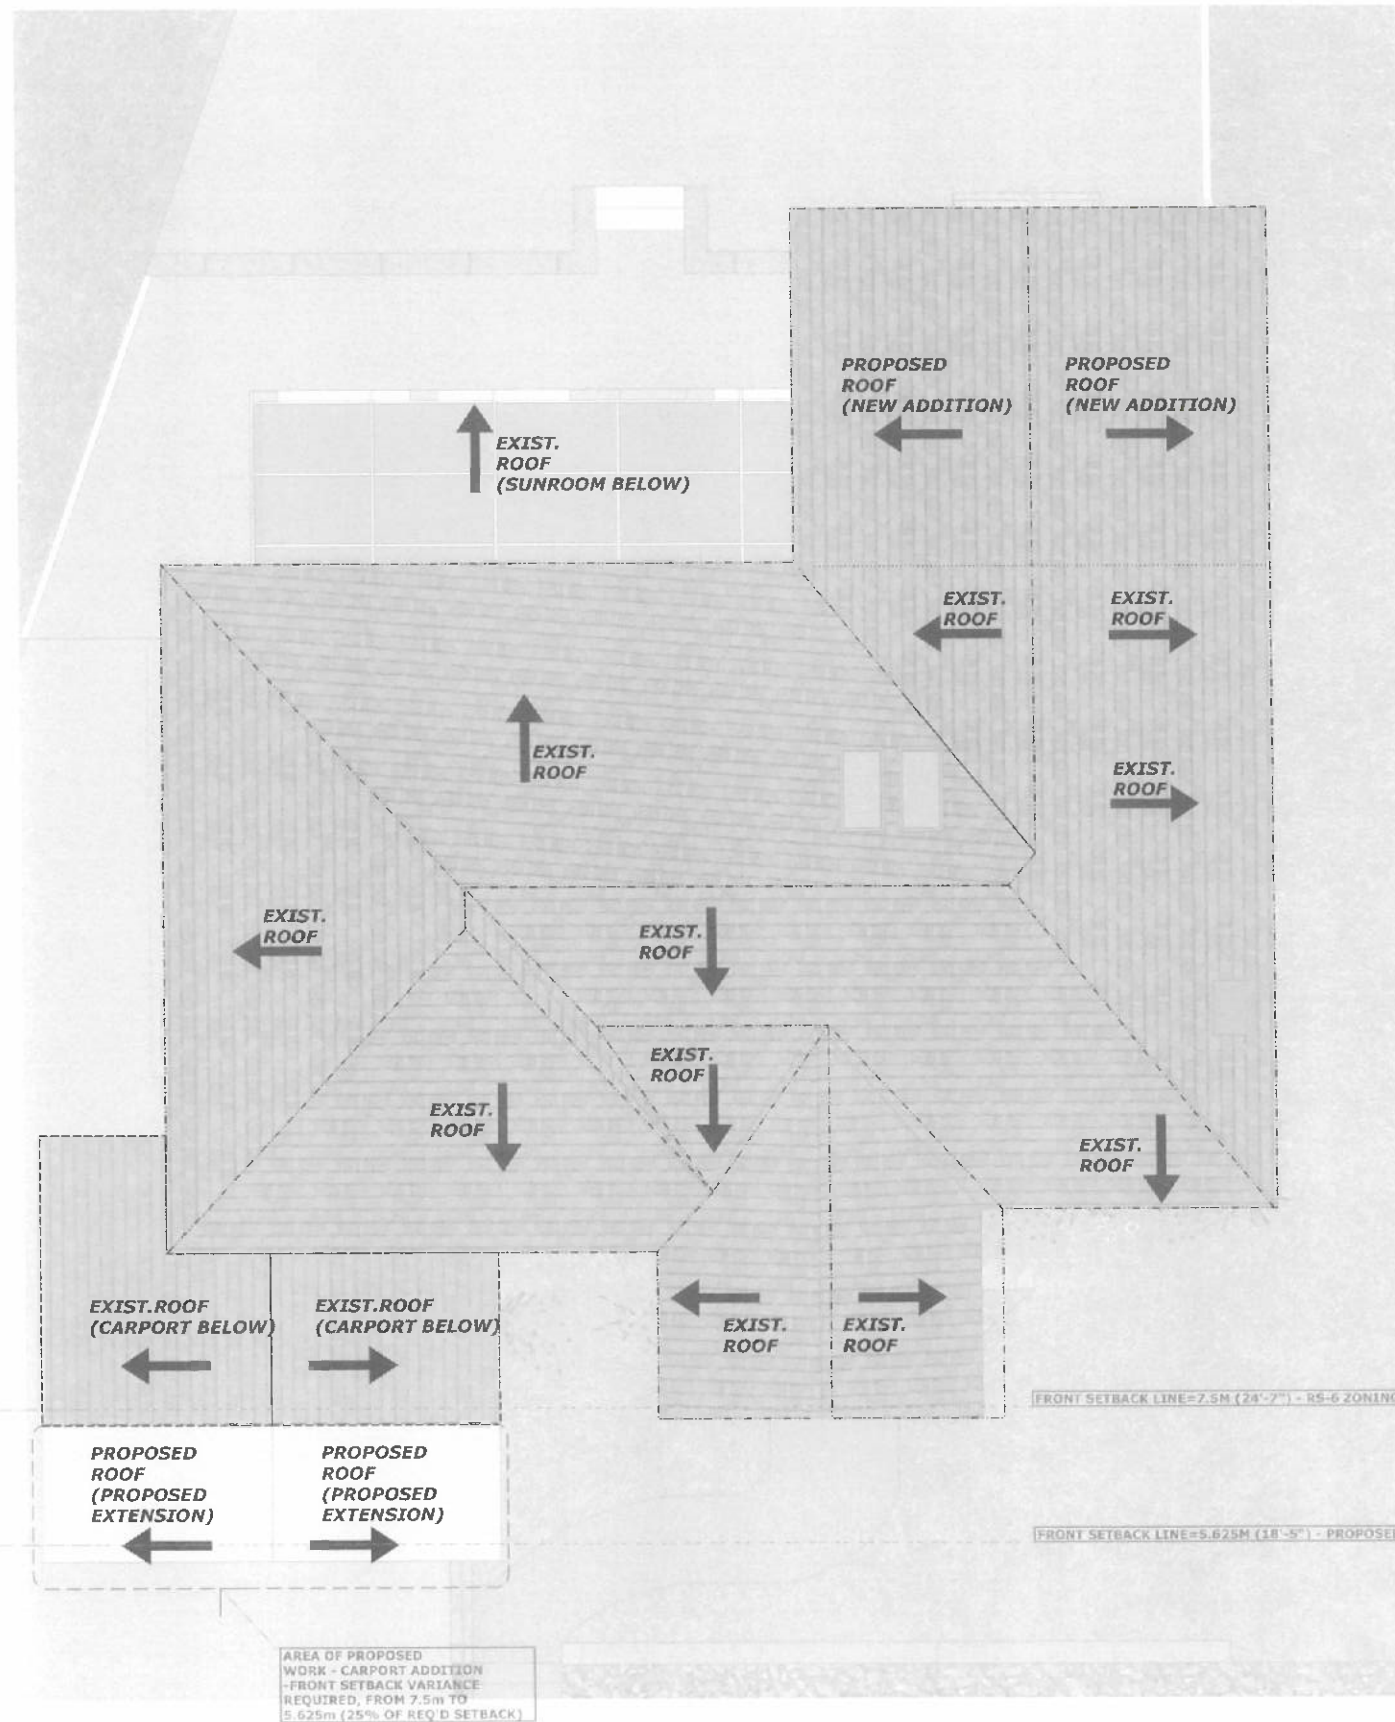 PROPOSED
ROOF
(NEW ADDITION)
PROPOSED
ROOF
(NEW ADDITION)
EXIST.
ROOF
(SUNROOM BELOW)
EXIST.
ROOF
EXIST.
ROOF
EXIST.
ROOF
EXIST.
ROOF
EXIST.
ROOF
EXIST.
ROOF
EXIST.
ROOF
EXIST.
ROOF
EXIST.
ROOF
EXIST.ROOF
(CARPORT BELOW)
EXIST.ROOF
(CARPORT BELOW)
EXIST.
ROOF
EXIST.
ROOF
FRONT SETBACK LINE=7.5M (24'-7") - RS-6 ZONING
PROPOSED
ROOF
(PROPOSED
EXTENSION)
PROPOSED
ROOF
(PROPOSED
EXTENSION)
FRONT SETBACK LINE=5.625M (18'-5") - PROPOSED
AREA OF PROPOSED
WORK - CARPORT ADDITION
-FRONT SETBACK VARIANCE
REQUIRED, FROM 7.5m TO
5.625m (25% OF REQ'D SETBACK)